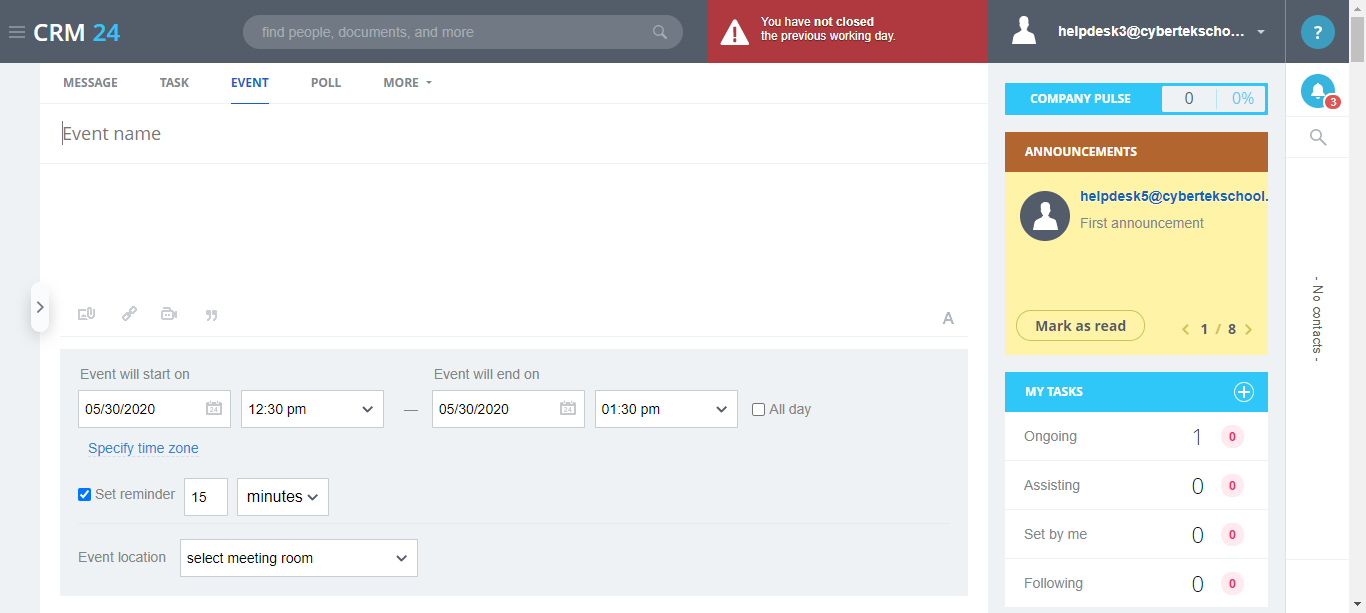 CRM 24
find people, documents, and more
You have not closed
the previous working day.
helpdesk3@cybertekscho...
?
3
MESSAGE
TASK
EVENT
POLL
MORE
Event name
A
Event will start on
Event will end on
05/30/2020
24
12:30 pm
—
05/30/2020
24
01:30 pm
All day
Specify time zone
Set reminder
15
minutes
Event location
select meeting room
COMPANY PULSE
0
0%
ANNOUNCEMENTS
helpdesk5@cybertekschool.
First announcement
Mark as read
1 / 8
MY TASKS
Ongoing
1
0
Assisting
0
0
Set by me
0
0
Following
0
0
- No contacts -